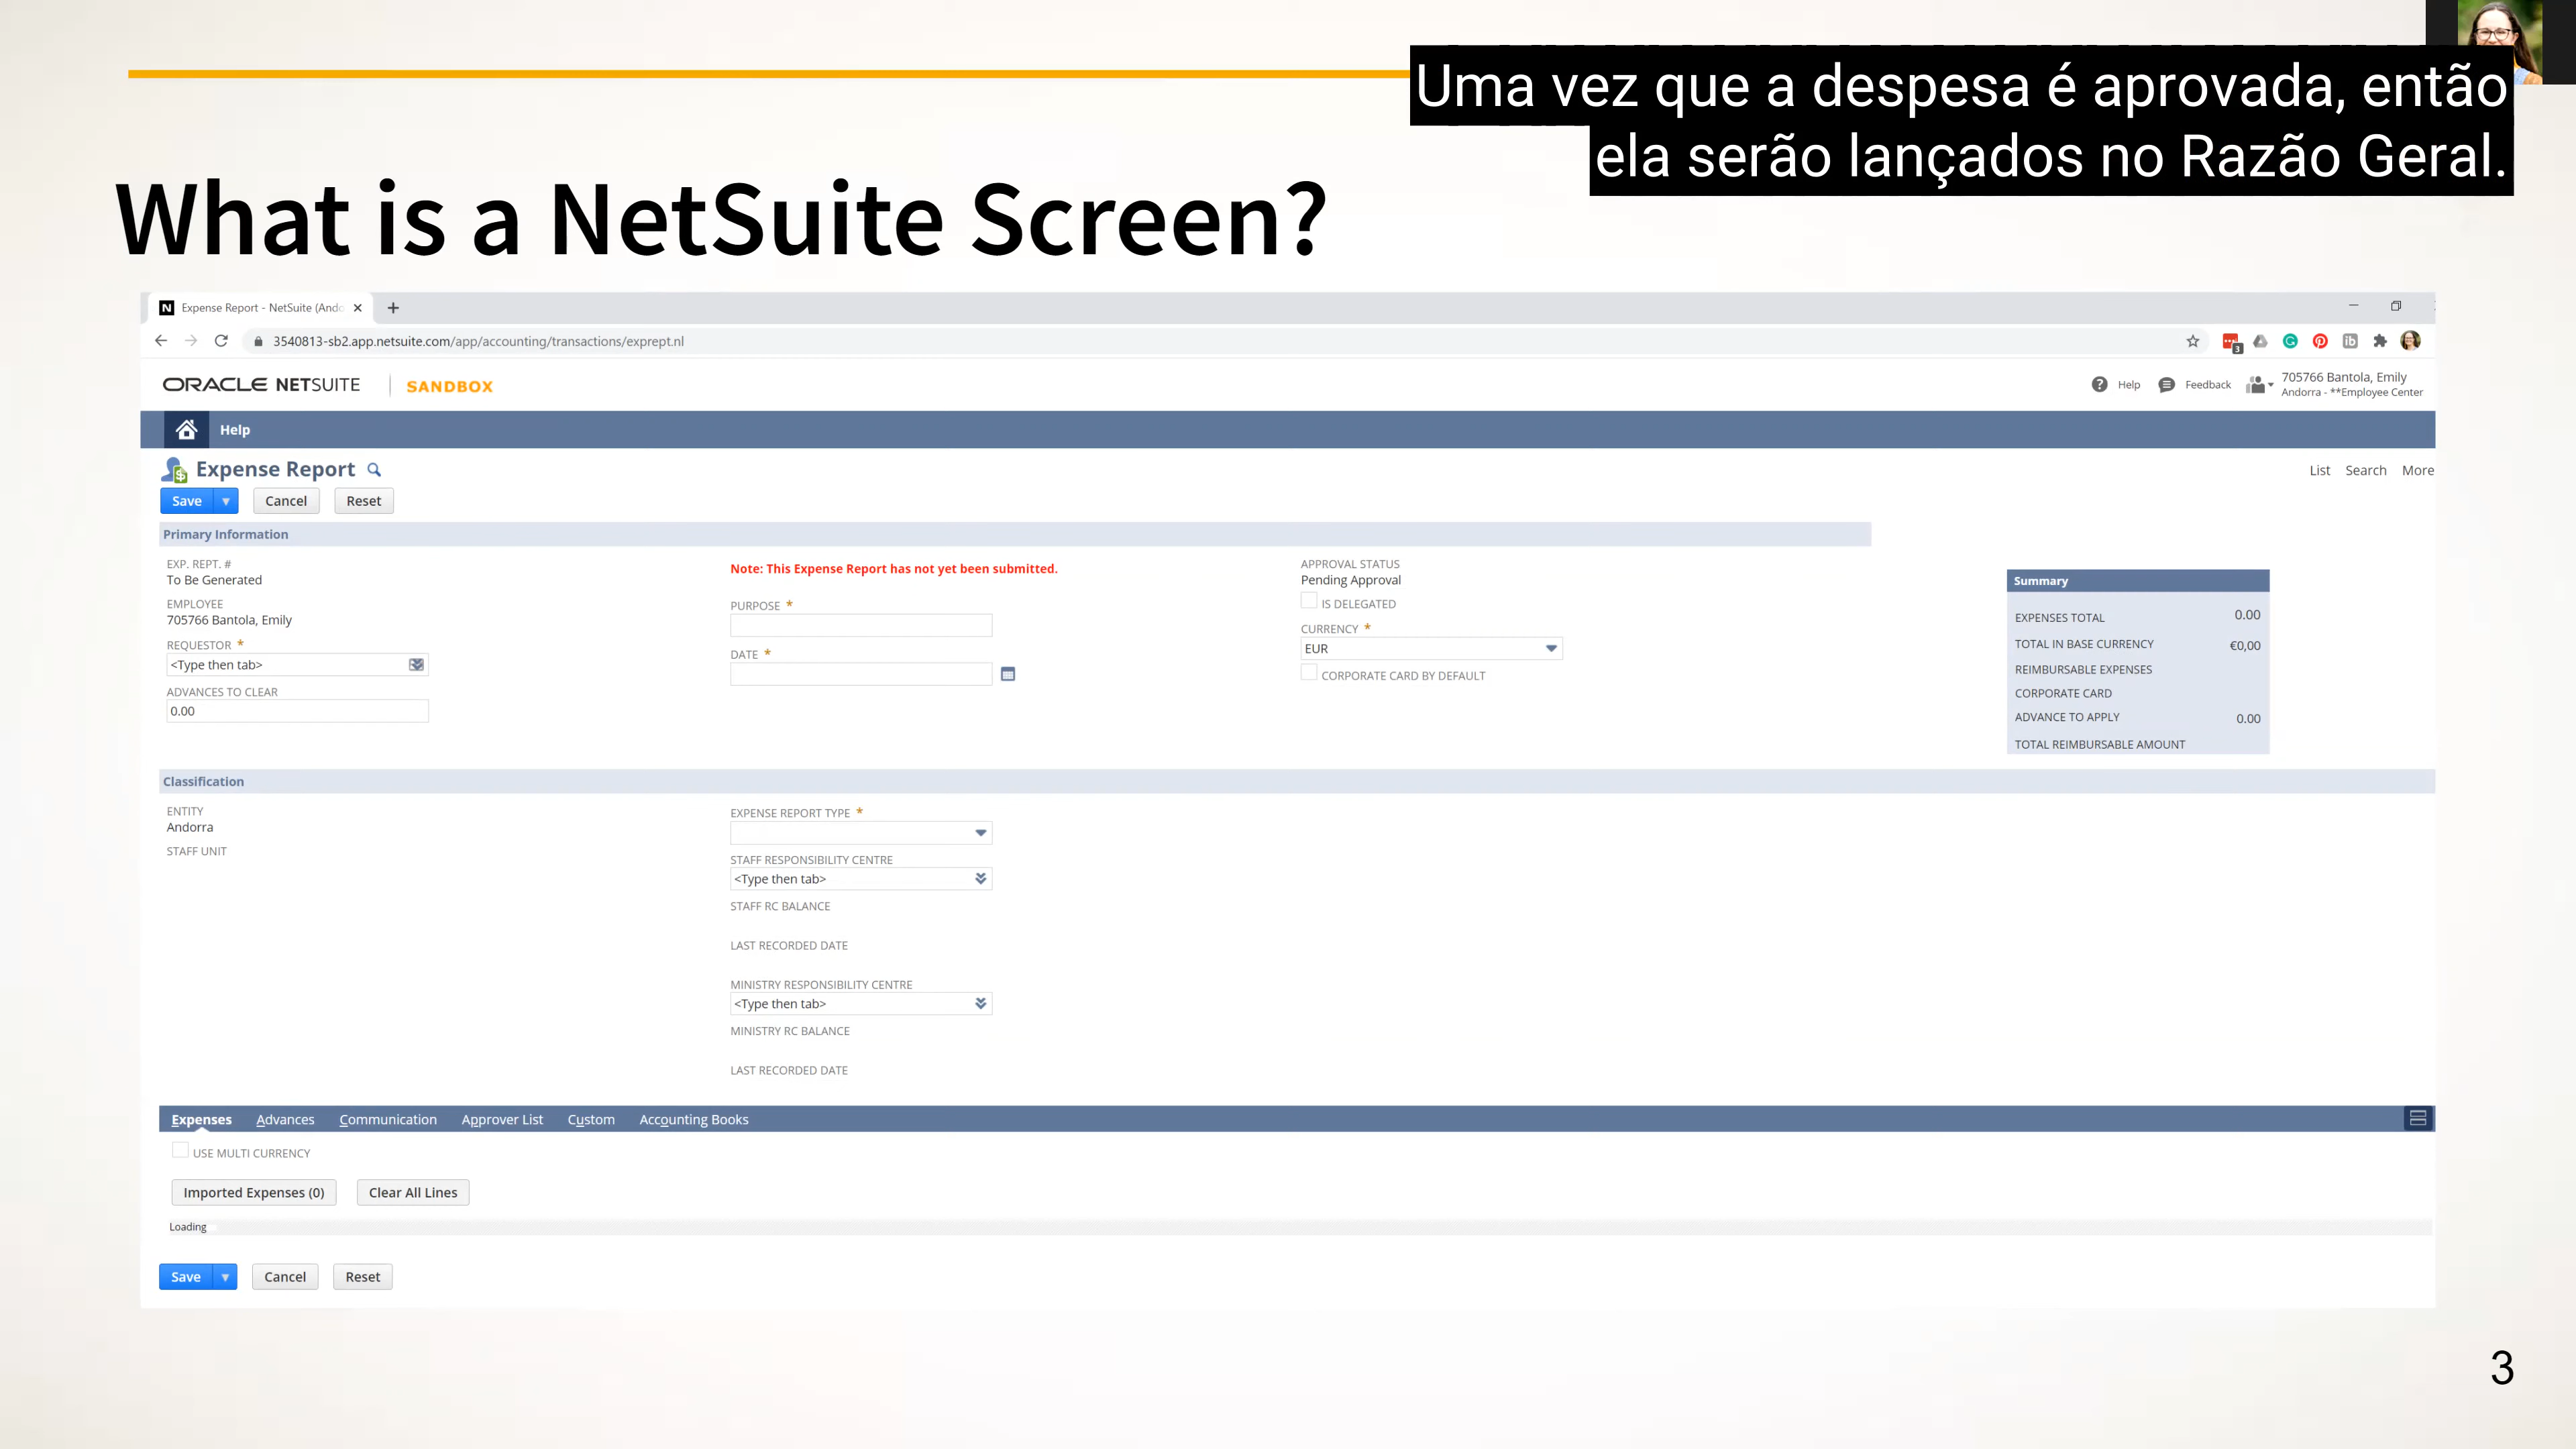 Uma vez que a despesa é aprovada, então
ela serão lançados no Razão Geral.
What is a NetSuite Screen?
Expense Report - NetSuite (Ando
3540813-sb2.app.netsuite.com/app/accounting/transactions/exprept.nl
3
ORACLE NETSUITE SANDBOX
Help Feedback 705766 Bantola, Emily
Andorra - **Employee Center
Help
Expense Report
List Search More
Save Cancel Reset
Primary Information
EXP. REPT. #
To Be Generated
EMPLOYEE
705766 Bantola, Emily
REQUESTOR *
<Type then tab>
ADVANCES TO CLEAR
0.00
Note: This Expense Report has not yet been submitted.
PURPOSE *
DATE *
APPROVAL STATUS
Pending Approval
IS DELEGATED
CURRENCY *
EUR
CORPORATE CARD BY DEFAULT
Summary
EXPENSES TOTAL 0.00
TOTAL IN BASE CURRENCY €0,00
REIMBURSABLE EXPENSES
CORPORATE CARD
ADVANCE TO APPLY 0.00
TOTAL REIMBURSABLE AMOUNT
Classification
ENTITY
Andorra
STAFF UNIT
EXPENSE REPORT TYPE *
STAFF RESPONSIBILITY CENTRE
<Type then tab>
STAFF RC BALANCE
LAST RECORDED DATE
MINISTRY RESPONSIBILITY CENTRE
<Type then tab>
MINISTRY RC BALANCE
LAST RECORDED DATE
Expenses Advances Communication Approver List Custom Accounting Books
USE MULTI CURRENCY
Imported Expenses (0) Clear All Lines
Loading
Save Cancel Reset
3